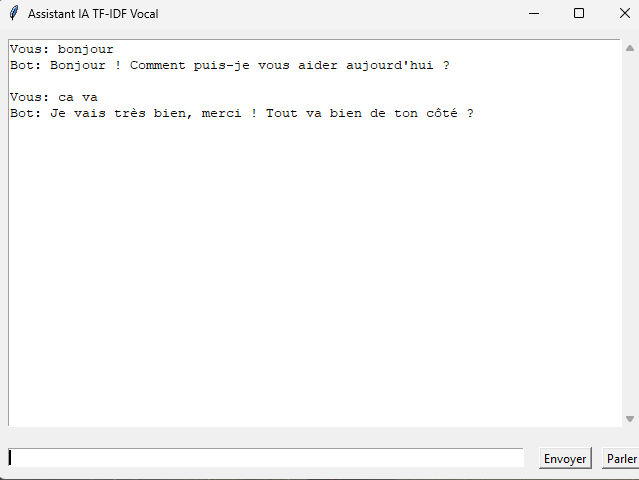 Assistant IA TF-IDF Vocal
Vous: bonjour
Bot: Bonjour ! Comment puis-je vous aider aujourd'hui ?
Vous: ca va
Bot: Je vais très bien, merci ! Tout va bien de ton côté ?
Envoyer
Parler